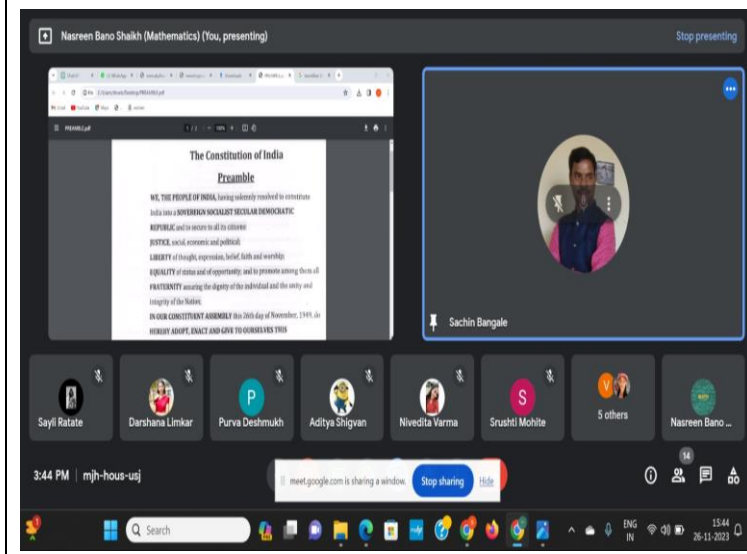 Nasreen Bano Shaikh (Mathematics) (You, presenting)
Stop presenting
PREAMBLE.pdf
The Constitution of India
Preamble
WE, THE PEOPLE OF INDIA, having solemnly resolved to constitute
India into a SOVEREIGN SOCIALIST SECULAR DEMOCRATIC
REPUBLIC and to secure to all its citizens:
JUSTICE, social, economic and political;
LIBERTY of thought, expression, belief, faith and worship;
EQUALITY of status and of opportunity; and to promote among them all
FRATERNITY assuring the dignity of the individual and the unity and
integrity of the Nation;
IN OUR CONSTITUENT ASSEMBLY this 26th day of November, 1949, do
HEREBY ADOPT, ENACT AND GIVE TO OURSELVES THIS
Sachin Bangale
P
S
V
Sayli Ratate
Darshana Limkar
Purva Deshmukh
Aditya Shigvan
Nivedita Varma
Srushti Mohite
5 others
Nasreen Bano ...
3:44 PM | mjh-hous-usj
meet.google.com is sharing a window.
Stop sharing
Hide
14
Search
ENG
IN
15:44
26-11-2023